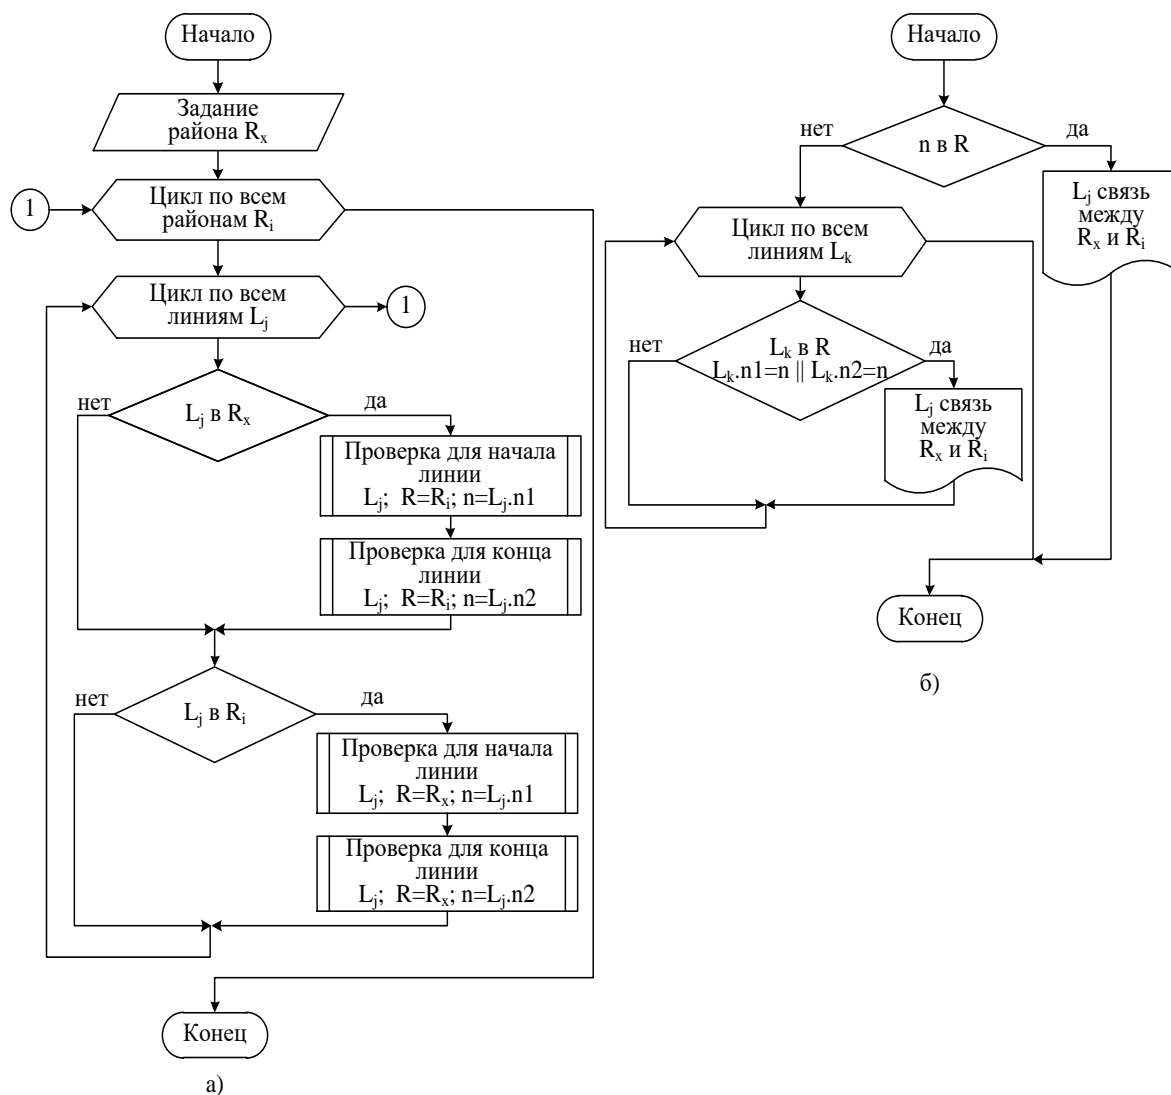 Начало
Задание
района Rₓ
1
Цикл по всем
районам Rᵢ
Цикл по всем
линиям Lⱼ
1
нет
Lⱼ в Rₓ
да
Проверка для начала
линии
Lⱼ; R=Rᵢ; n=Lⱼ.n1
Проверка для конца
линии
Lⱼ; R=Rᵢ; n=Lⱼ.n2
нет
Lⱼ в Rᵢ
да
Проверка для начала
линии
Lⱼ; R=Rₓ; n=Lⱼ.n1
Проверка для конца
линии
Lⱼ; R=Rₓ; n=Lⱼ.n2
Конец
а)
Начало
нет
n в R
да
Lⱼ связь
между
Rₓ и Rᵢ
Цикл по всем
линиям Lₖ
нет
Lₖ в R
Lₖ.n1=n || Lₖ.n2=n
да
Lⱼ связь
между
Rₓ и Rᵢ
Конец
б)